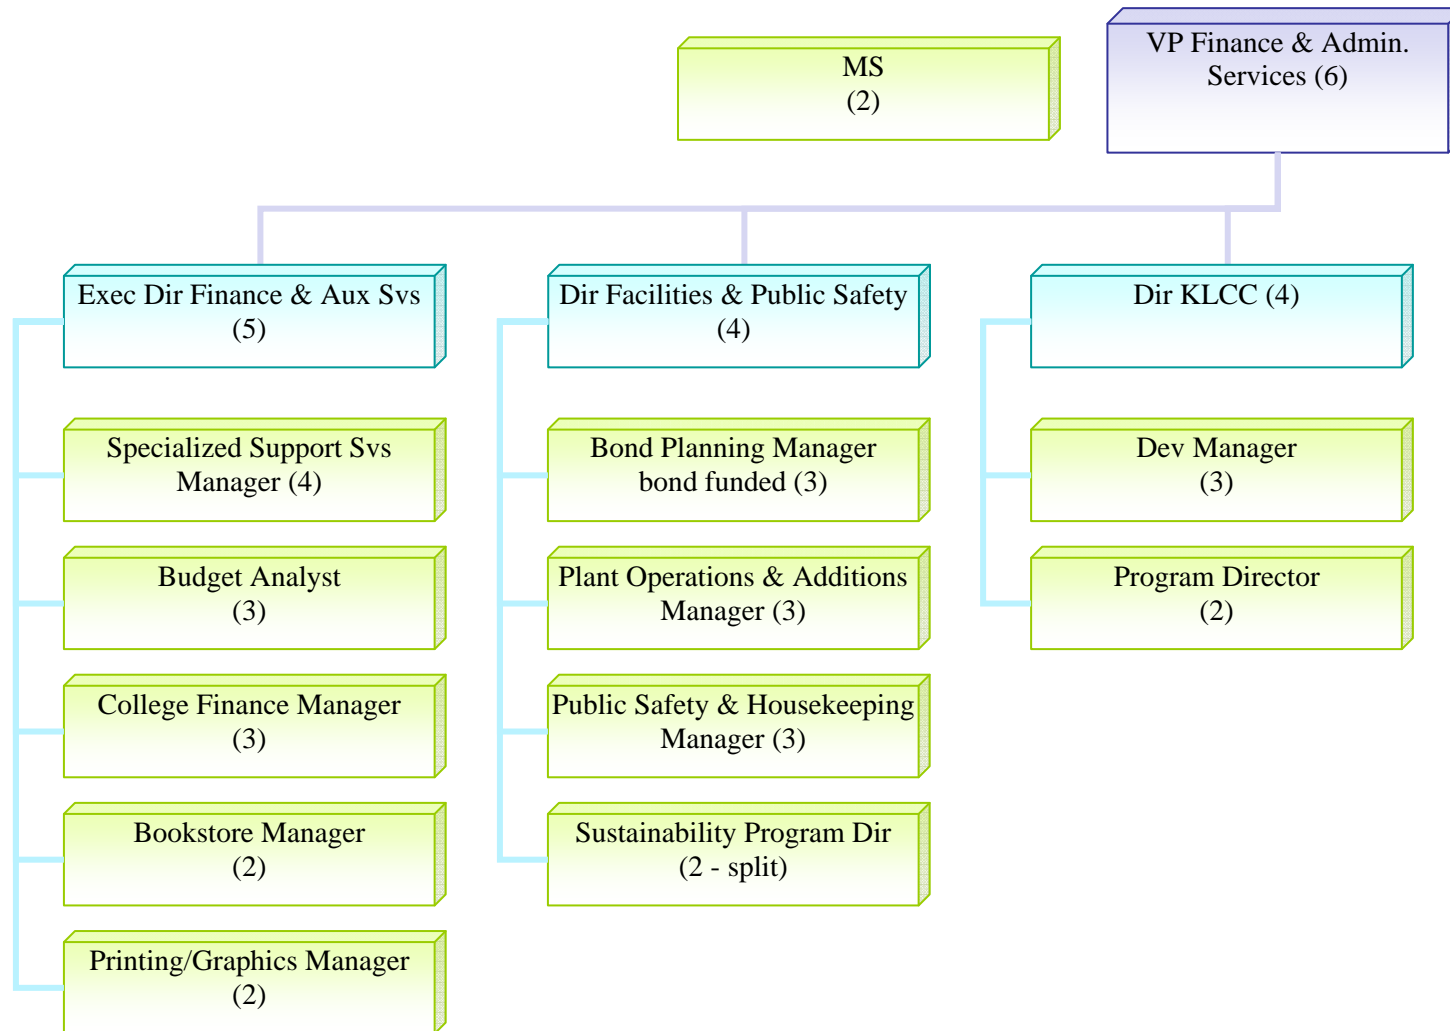 MS
(2)
VP Finance & Admin.
Services (6)
Exec Dir Finance & Aux Svs
(5)
Dir Facilities & Public Safety
(4)
Dir KLCC (4)
Specialized Support Svs
Manager (4)
Bond Planning Manager
bond funded (3)
Dev Manager
(3)
Budget Analyst
(3)
Plant Operations & Additions
Manager (3)
Program Director
(2)
College Finance Manager
(3)
Public Safety & Housekeeping
Manager (3)
Bookstore Manager
(2)
Sustainability Program Dir
(2 - split)
Printing/Graphics Manager
(2)